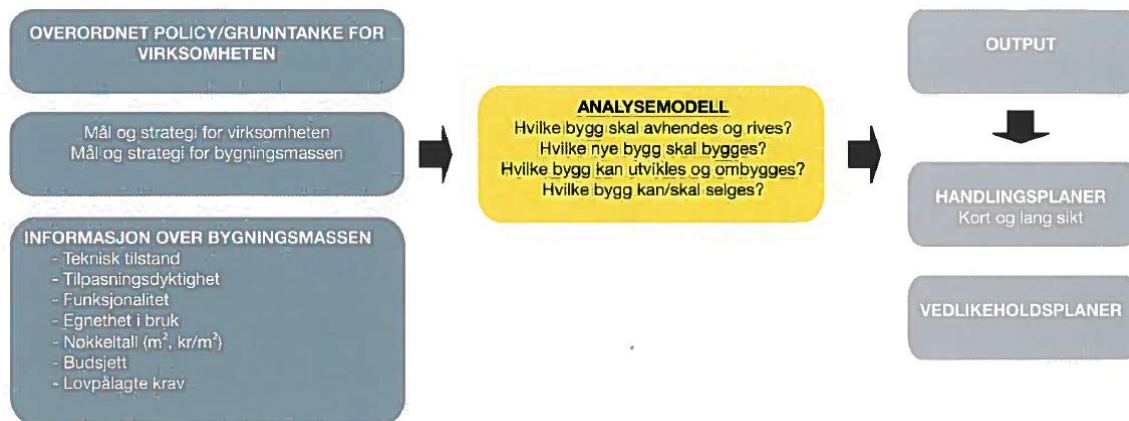 OVERORDNET POLICY/GRUNNTANKE FOR
VIRKSOMHETEN
Mål og strategi for virksomheten
Mål og strategi for bygningsmassen
INFORMASJON OVER BYGNINGSMASSEN
- Teknisk tilstand
- Tilpasningsdyktighet
- Funksjonalitet
- Egnethet i bruk
- Nøkkeltall (m², kr/m²)
- Budsjett
- Lovpålagte krav
ANALYSEMODELL
Hvilke bygg skal avhendes og rives?
Hvilke nye bygg skal bygges?
Hvilke bygg kan utvikles og ombygges?
Hvilke bygg kan/skal selges?
OUTPUT
HANDLINGSPLANER
Kort og lang sikt
VEDLIKEHOLDSPLANER